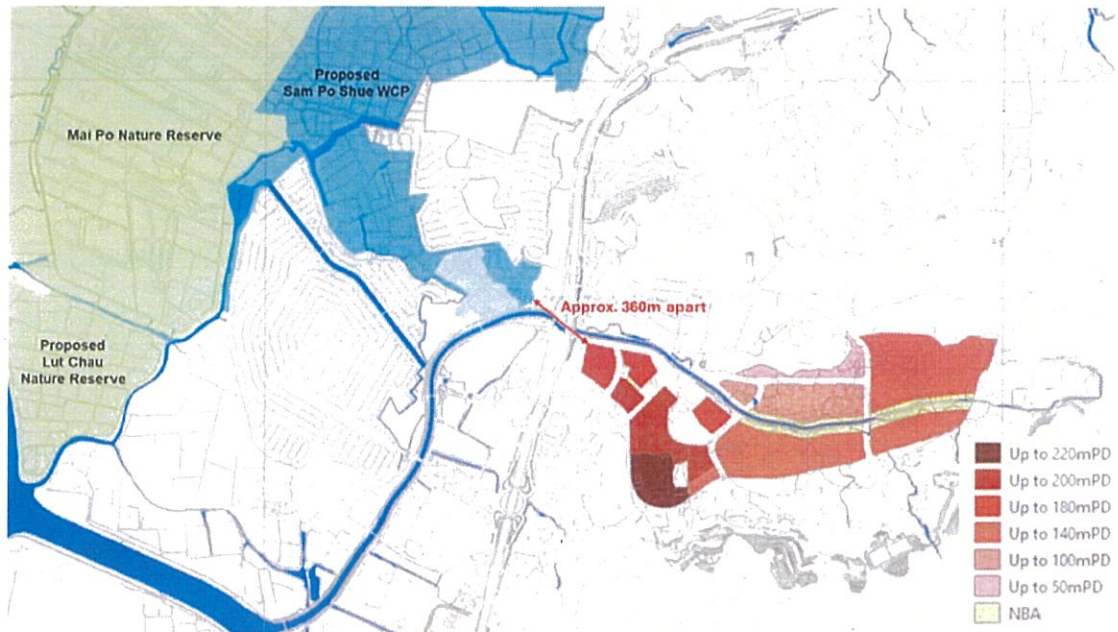 Proposed
Sam Po Shue WCP
Mai Po Nature Reserve
Approx. 360m apart
Proposed
Lut Chau
Nature Reserve
Up to 220mPD
Up to 200mPD
Up to 180mPD
Up to 140mPD
Up to 100mPD
Up to 50mPD
NBA